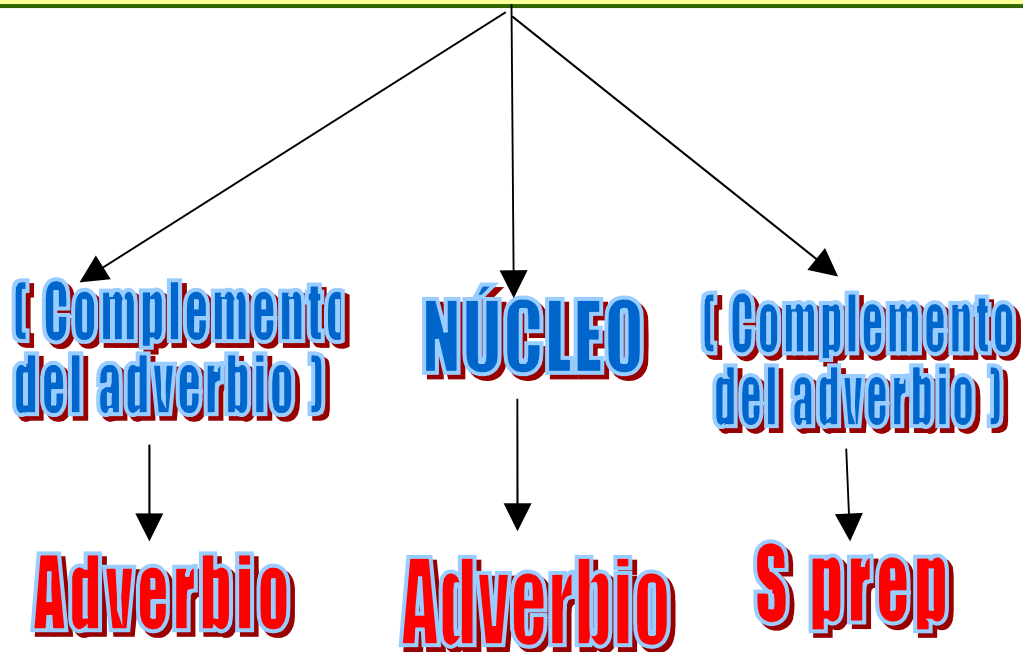 ( Complemento
del adverbio )
NÚCLEO
( Complemento
del adverbio )
Adverbio
Adverbio
S prep